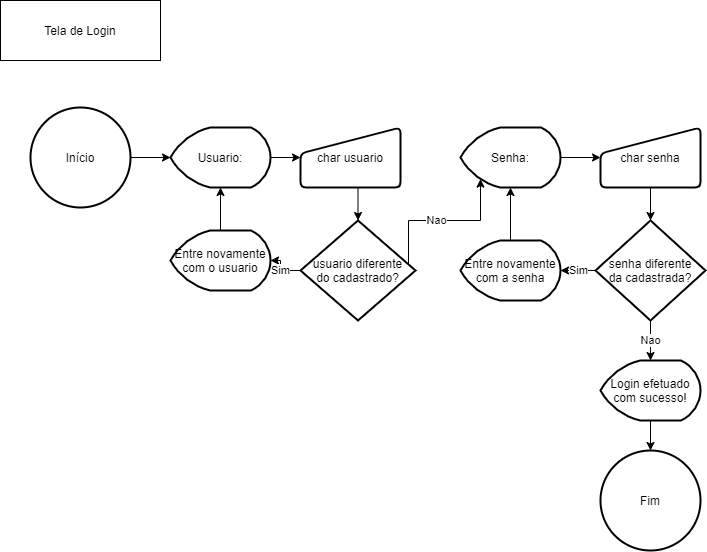 Tela de Login
Início
Usuario:
char usuario
Senha:
char senha
Nao
Entre novamente
com o usuario
Sim
usuario diferente
do cadastrado?
Entre novamente
com a senha
Sim
senha diferente
da cadastrada?
Nao
Login efetuado
com sucesso!
Fim